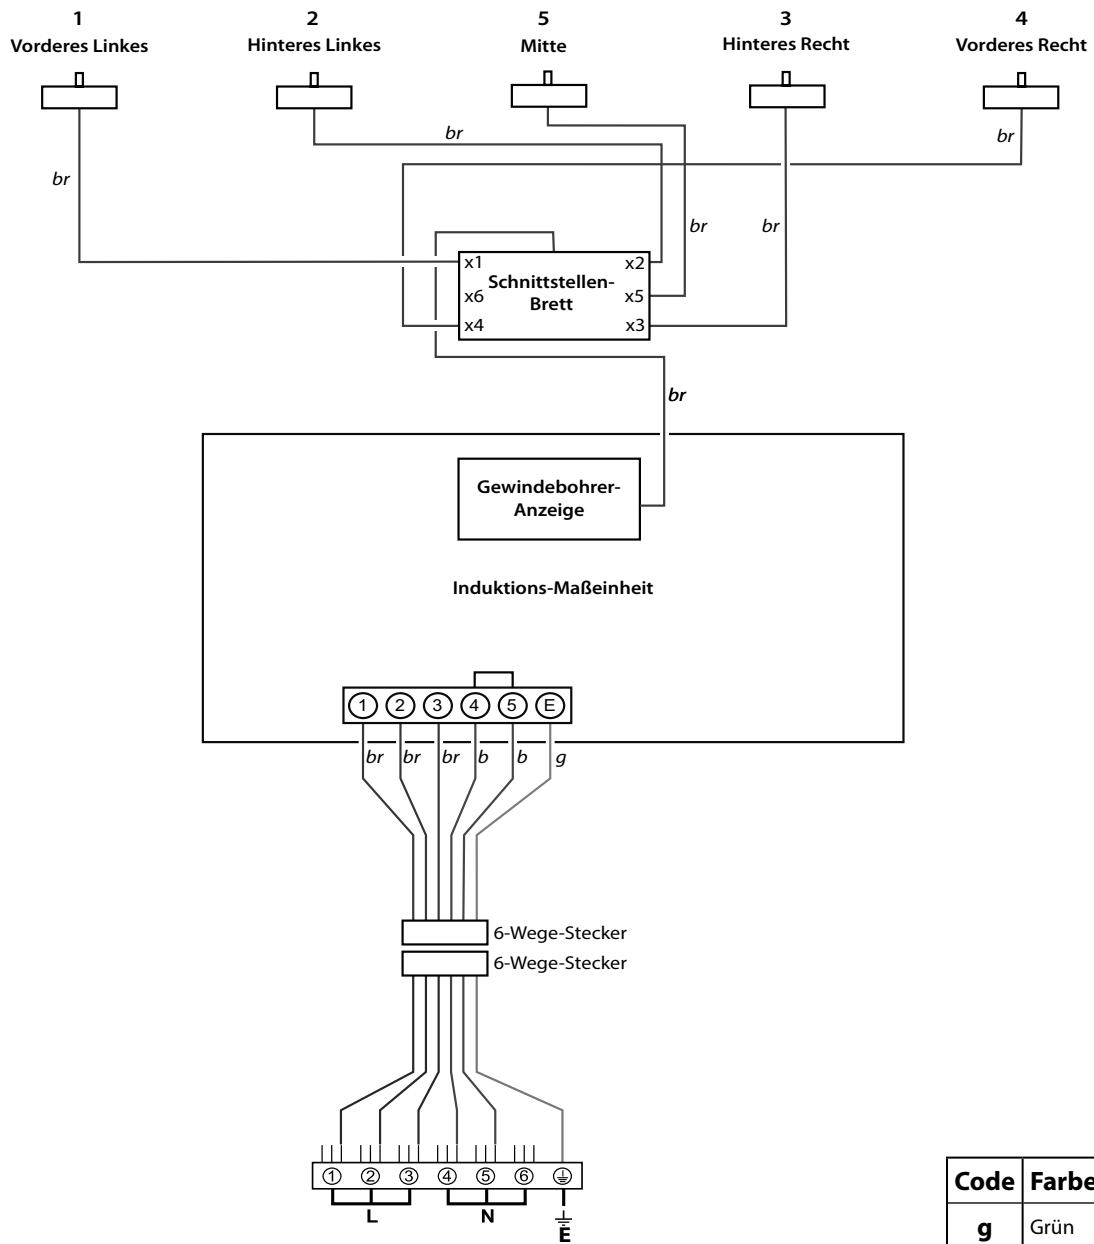 1 2 5 3 4
Vorderes Linkes Hinteres Linkes Mitte Hinteres Recht Vorderes Recht
br
br
br
br
br
x1 x2
Schnittstellen-
x6 x5
Brett
x4 x3
br
Gewindebohrer-
Anzeige
Induktions-Maßeinheit
1 2 3 4 5 E
br br br b b g
6-Wege-Stecker
6-Wege-Stecker
1 2 3 4 5 6
L N E
Code Farbe
g Grün